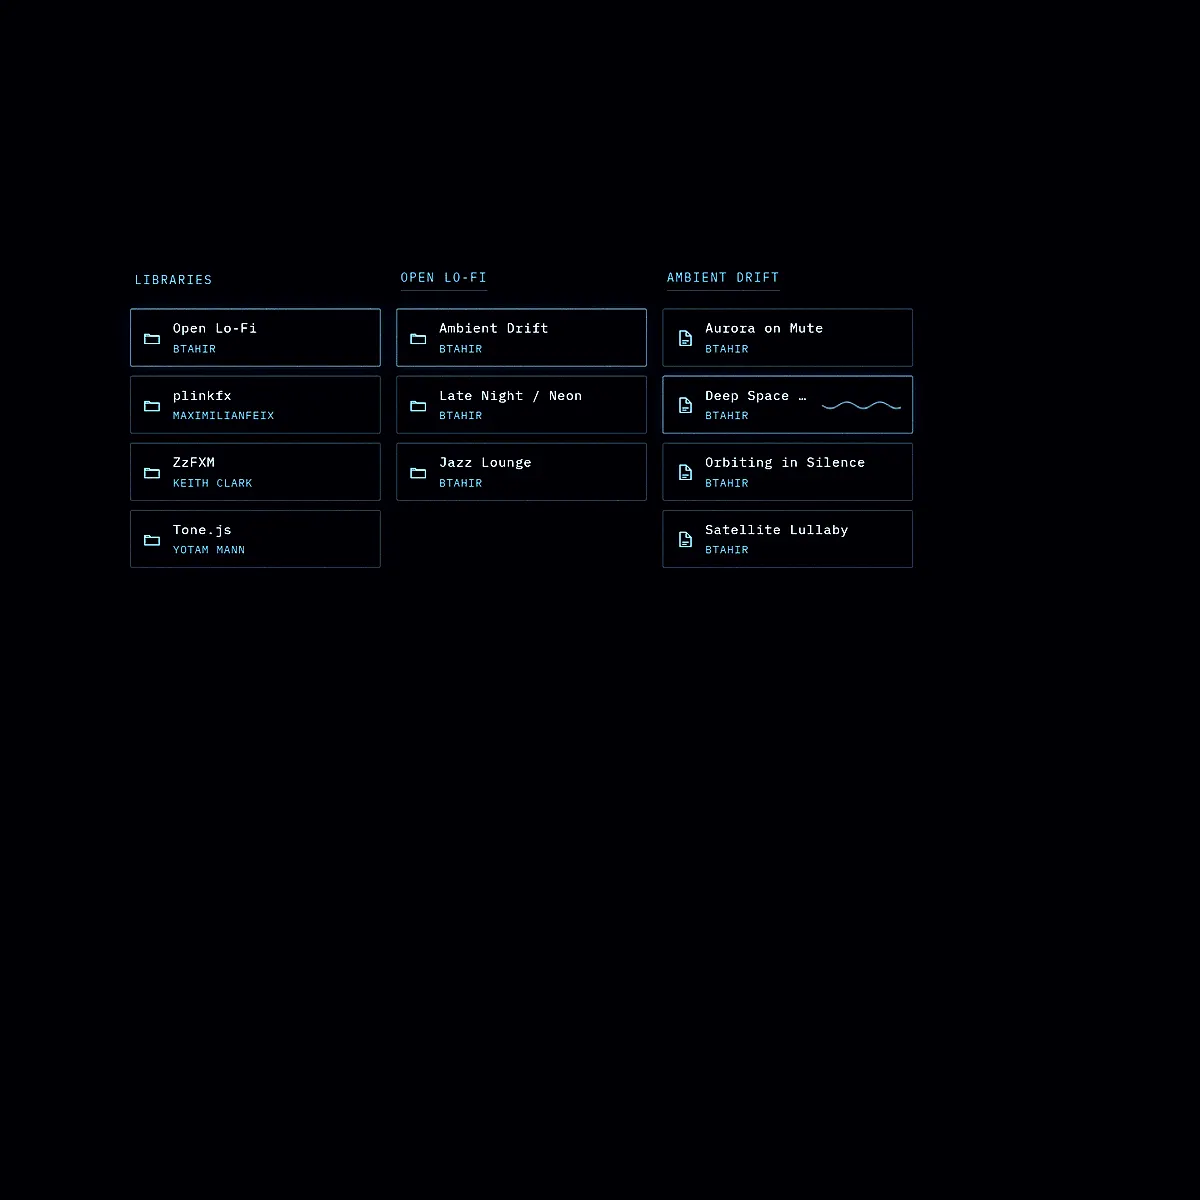 LIBRARIES
Open Lo-Fi
BTAHIR
plinkfx
MAXIMILIANFEIX
ZzFXM
KEITH CLARK
Tone.js
YOTAM MANN
OPEN LO-FI
Ambient Drift
BTAHIR
Late Night / Neon
BTAHIR
Jazz Lounge
BTAHIR
AMBIENT DRIFT
Aurora on Mute
BTAHIR
Deep Space …
BTAHIR
Orbiting in Silence
BTAHIR
Satellite Lullaby
BTAHIR